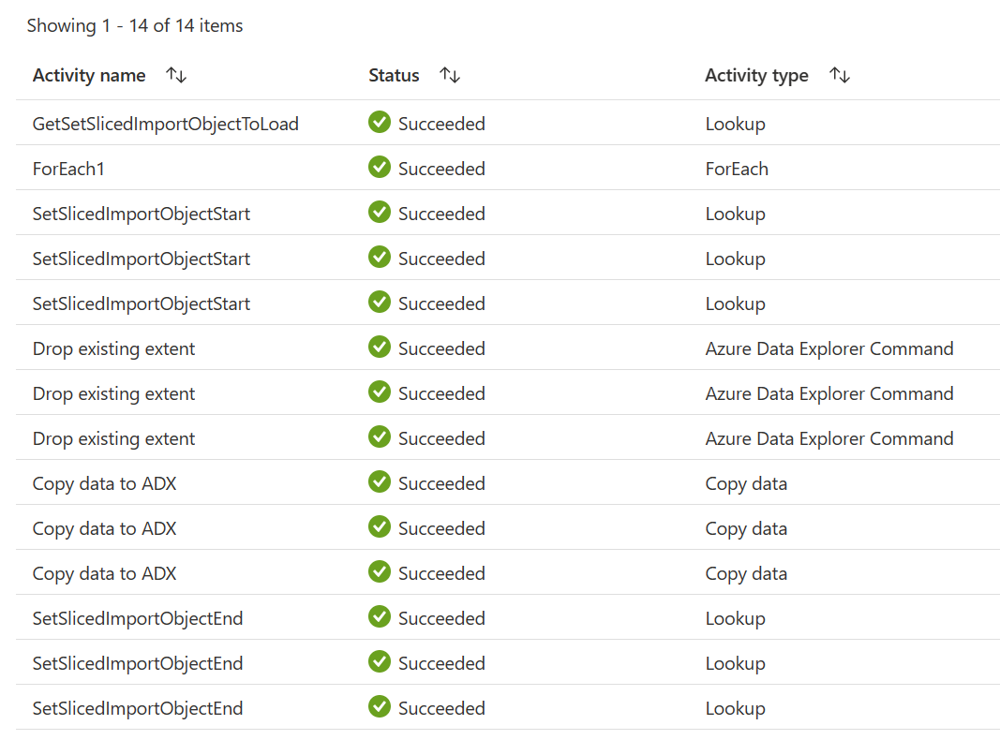 Showing 1 - 14 of 14 items
Activity name Status Activity type
GetSetSlicedImportObjectToLoad Succeeded Lookup
ForEach1 Succeeded ForEach
SetSlicedImportObjectStart Succeeded Lookup
SetSlicedImportObjectStart Succeeded Lookup
SetSlicedImportObjectStart Succeeded Lookup
Drop existing extent Succeeded Azure Data Explorer Command
Drop existing extent Succeeded Azure Data Explorer Command
Drop existing extent Succeeded Azure Data Explorer Command
Copy data to ADX Succeeded Copy data
Copy data to ADX Succeeded Copy data
Copy data to ADX Succeeded Copy data
SetSlicedImportObjectEnd Succeeded Lookup
SetSlicedImportObjectEnd Succeeded Lookup
SetSlicedImportObjectEnd Succeeded Lookup